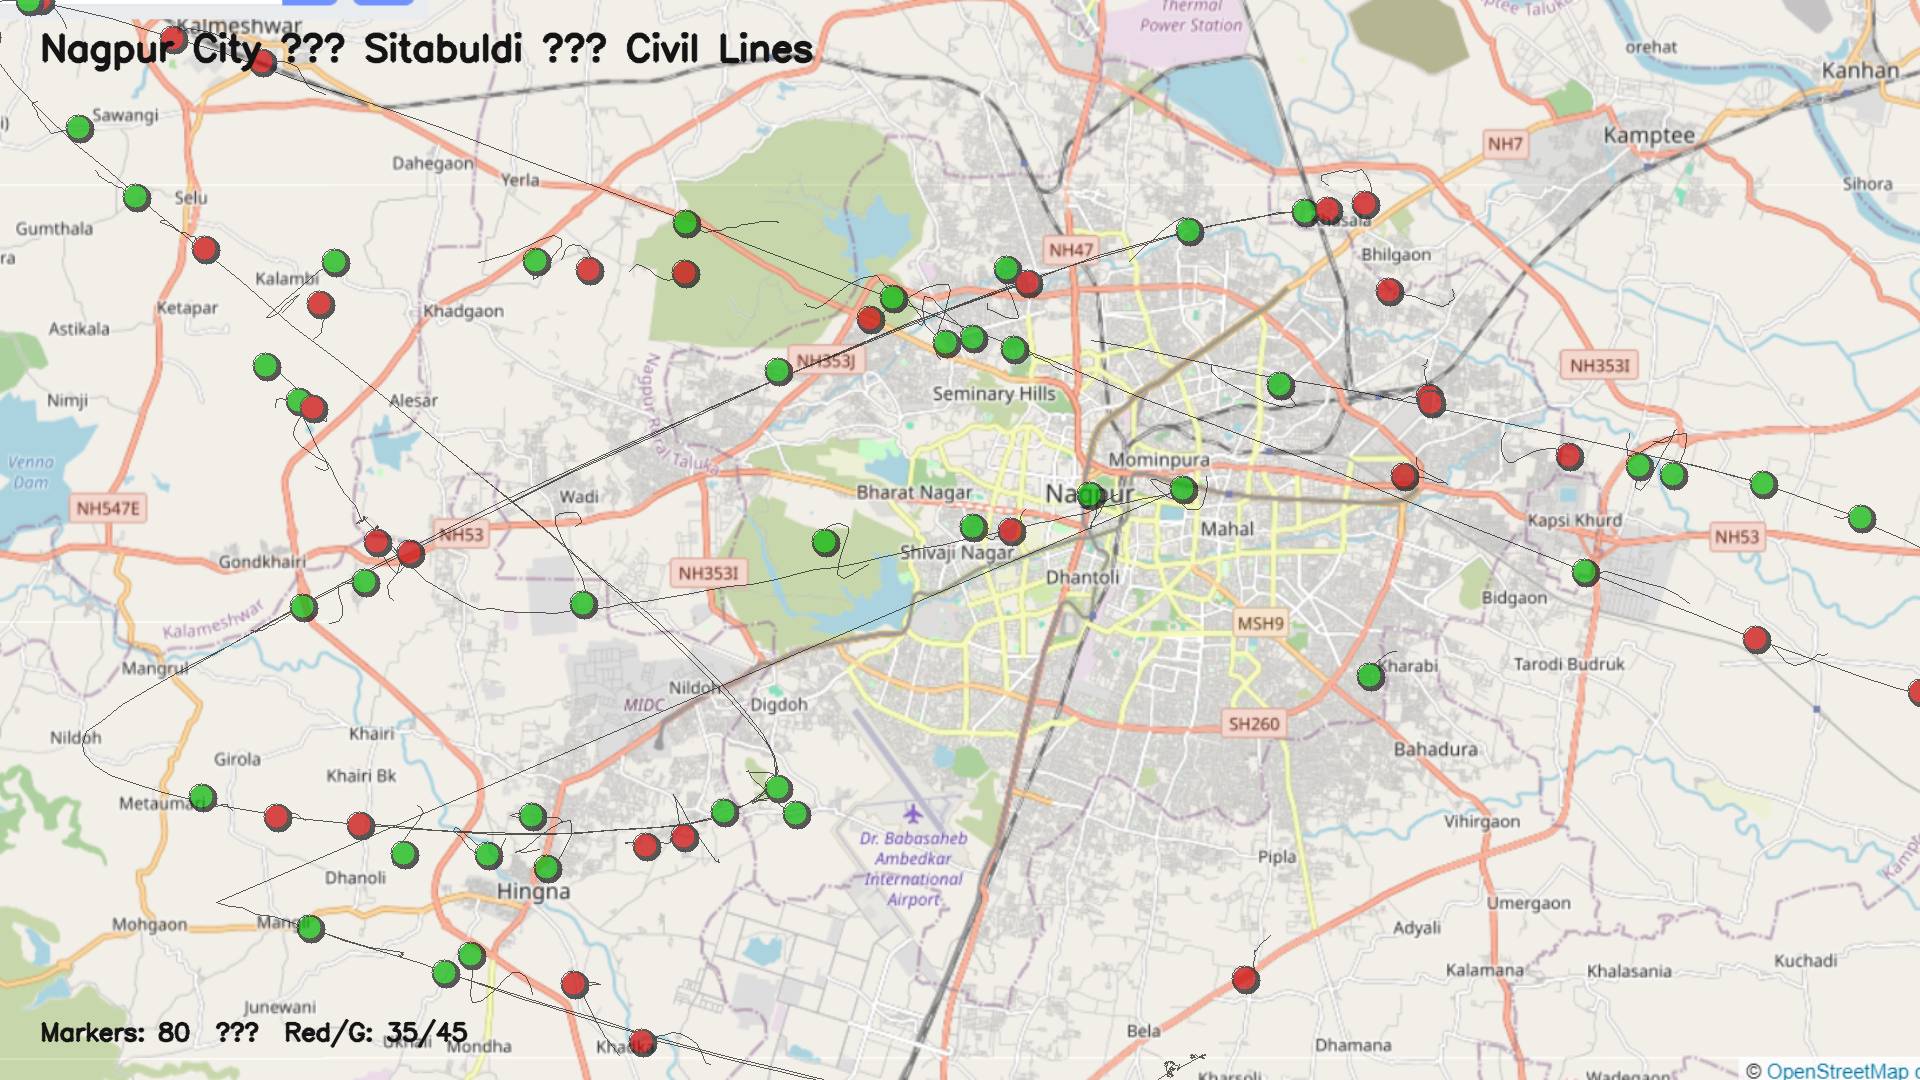 Kalmeshwar
Nagpur City ??? Sitabuldi ??? Civil Lines
Thermal
Power Station
orehat
Kanhan
Sawangi
Kamptee
NH7
Dahegaon
Yerla
Sihora
Selu
Gumthala
NH47
Bhilgaon
Kalambi
Ketapar
Khadgaon
Astikala
NH353J
NH353I
Seminary Hills
Nimji
Alesar
Nagpur Rural Taluka
Mominpura
Venna
Dam
Wadi
Bharat Nagar
Nagpur
NH547E
Mahal
Kapsi Khurd
NH53
NH53
Gondkhairi
Shivaji Nagar
NH353I
Dhantoli
Bidgaon
Kalameshwar
MSH9
Mangrul
Kharabi
Tarodi Budruk
Nildoh
MIDC
Digdoh
SH260
Nildoh
Khairi
Bahadura
Girola
Khairi Bk
Metaumari
Vihirgaon
Dr. Babasaheb
Ambedkar
International
Airport
Pipla
Dhanoli
Hingna
Umergaon
Mohgaon
Mangli
Adyali
Kuchadi
Kalamana
Khalasania
Junewani
Markers: 80 ??? Red/G: 35/45
Mondha
Bela
Dhamana
Kharsoli
Wadegaon
© OpenStreetMap c